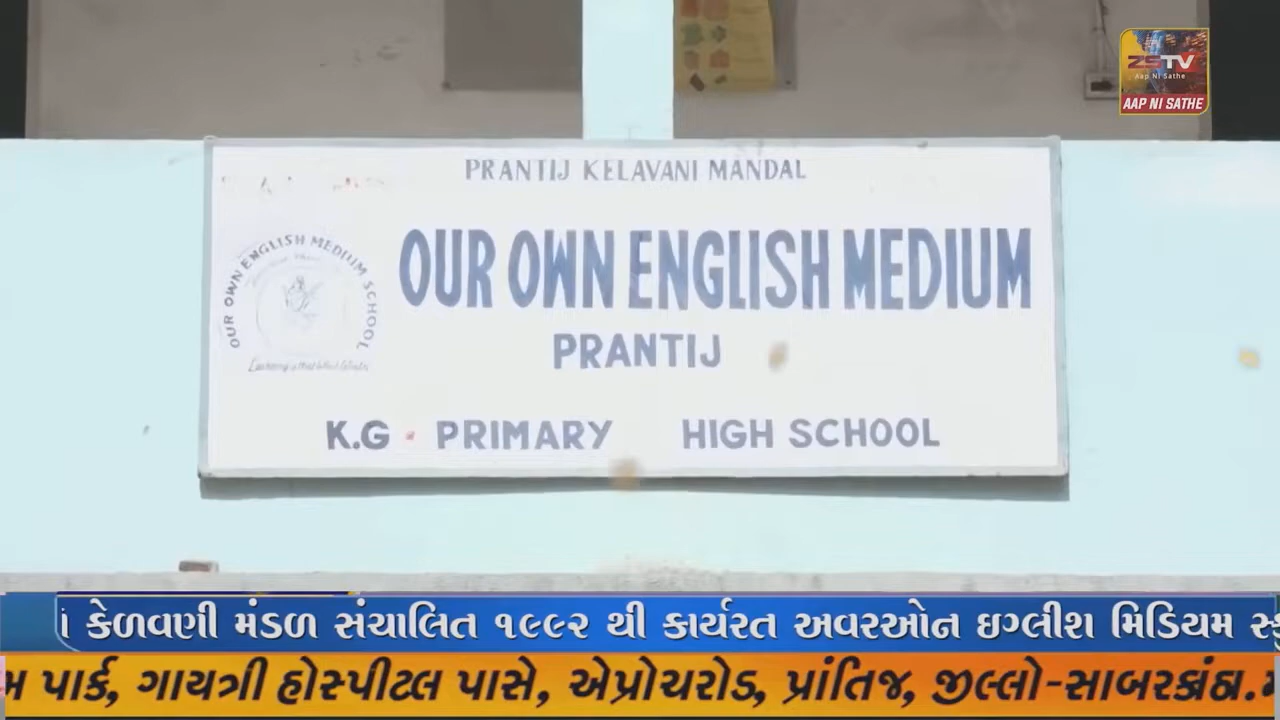 ZSTV
Aap Ni Sathe
AAP NI SATHE
PRANTIJ KELAVANI MANDAL
OUR OWN ENGLISH MEDIUM SCHOOL
OUR OWN ENGLISH MEDIUM
PRANTIJ
K.G - PRIMARY HIGH SCHOOL
કેળવણી મંડળ સંચાલિત ૧૯૯૨ થી કાર્યરત અવરઓન ઇગ્લીશ મિડિયમ
પાર્ક, ગાયત્રી હોસ્પીટલ પાસે, એપ્રોચરોડ, પ્રાંતિજ, જીલ્લો-સાબરકાંઠા.